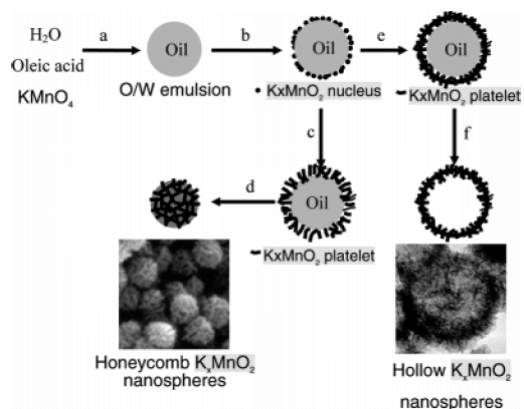 H₂O
Oleic acid
KMnO₄
a
Oil
O/W emulsion
b
Oil
KxMnO₂ nucleus
e
Oil
KxMnO₂ platelet
c
f
d
Oil
KxMnO₂ platelet
Honeycomb KₓMnO₂
nanospheres
Hollow KₓMnO₂
nanospheres